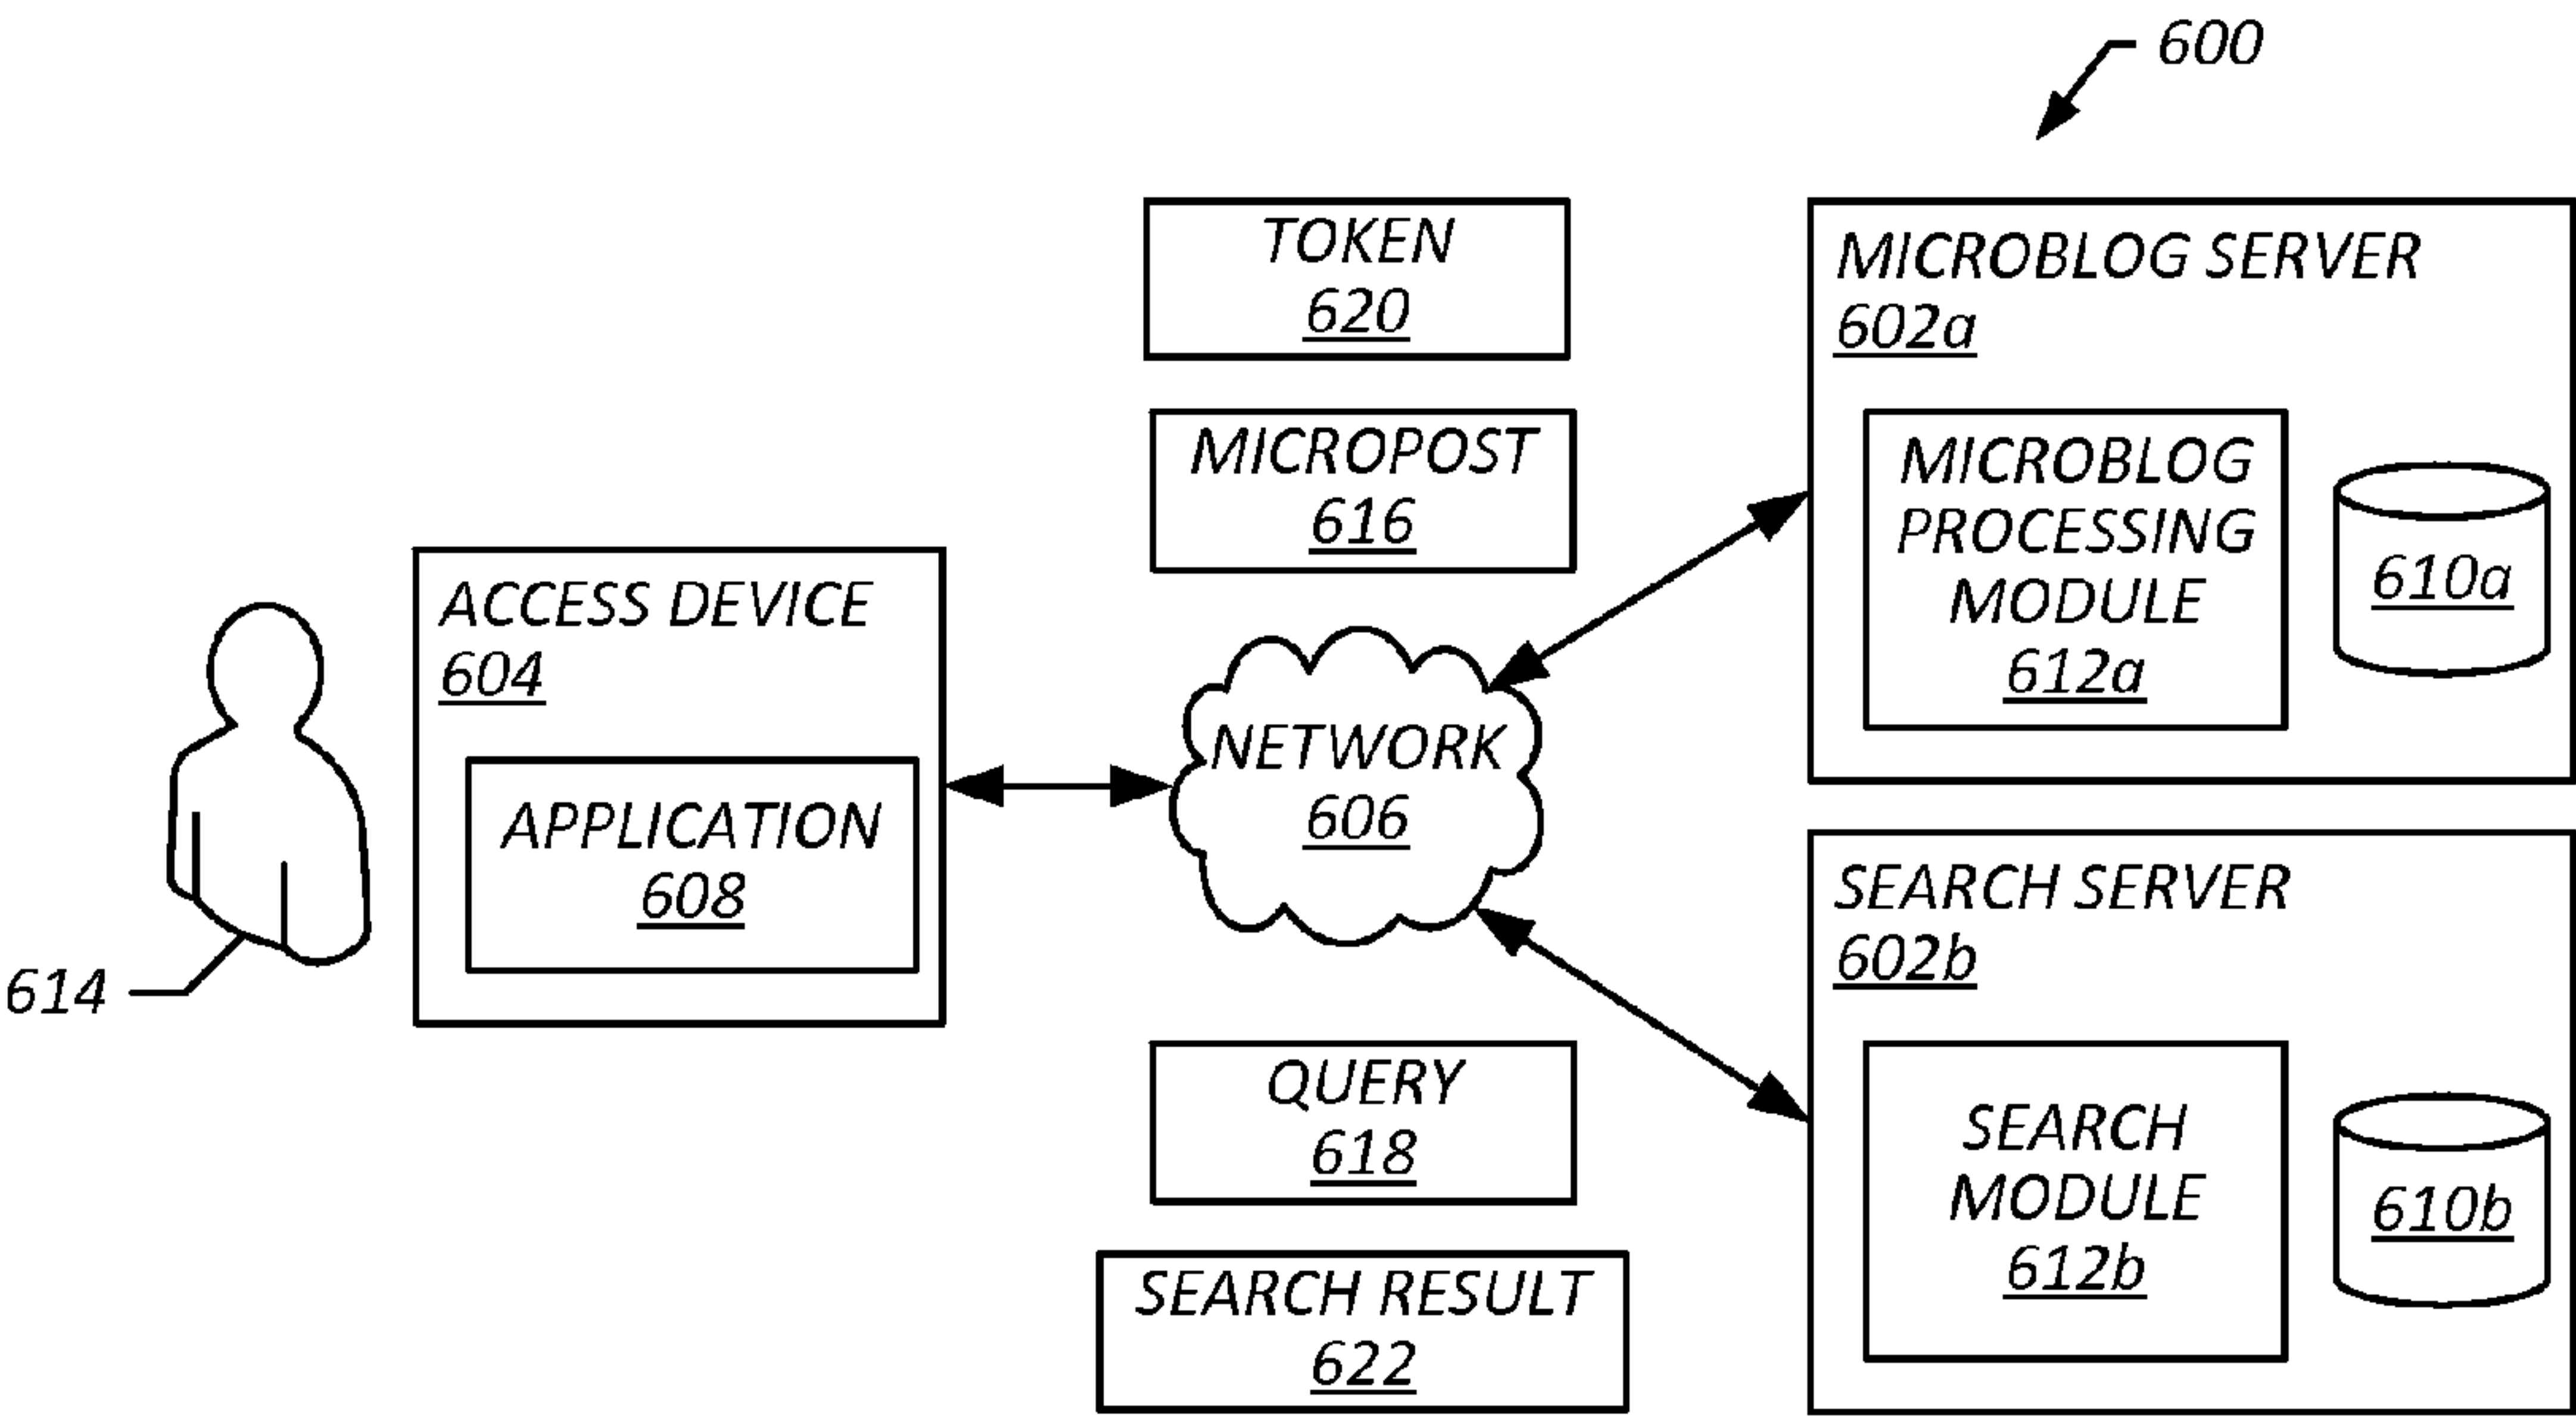 600
TOKEN
620
MICROPOST
616
MICROBLOG SERVER
602a
MICROBLOG
PROCESSING
MODULE
612a
610a
ACCESS DEVICE
604
APPLICATION
608
614
NETWORK
606
SEARCH SERVER
602b
SEARCH
MODULE
612b
610b
QUERY
618
SEARCH RESULT
622